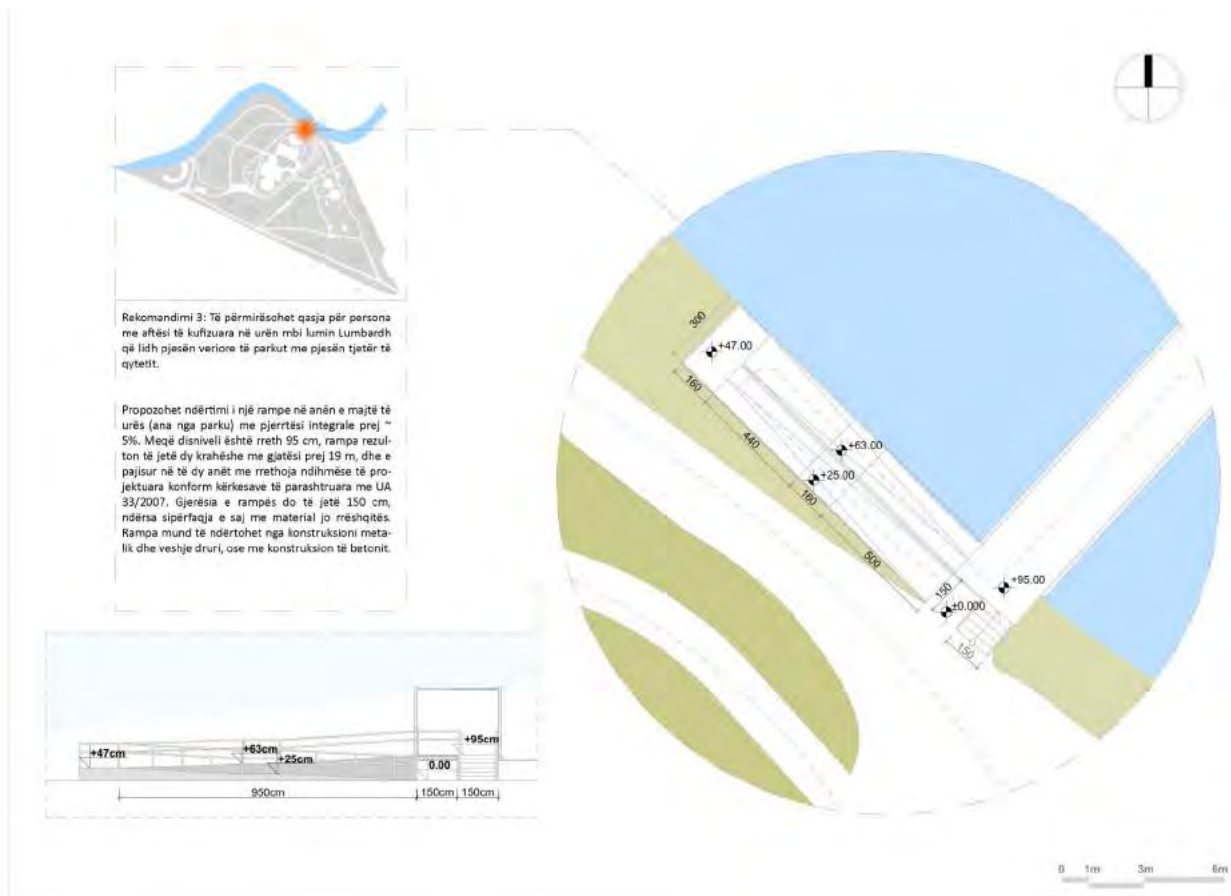 Rekomandimi 3: Të përmirësohet qasja për persona
me aftësi të kufizuara në urën mbi lumin Lumbardh
që lidh pjesën veriore të parkut me pjesën tjetër të
qytetit.
Propozohet ndërtimi i një rampe në anën e majtë të
urës (ana nga parku) me pjerrtësi integrale prej ~
5%. Meqë disniveli është rreth 95 cm, rampa rezul-
ton të jetë dy krahëshe me gjatësi prej 19 m, dhe e
pajisur në të dy anët me rrethoja ndihmëse të pro-
jektuara konform kërkesave të parashtruara me UA
33/2007. Gjerësia e rampës do të jetë 150 cm,
ndërsa sipërfaqja e saj me material jo rrëshqitës.
Rampa mund të ndërtohet nga konstruksioni meta-
lik dhe veshje druri, ose me konstruksion të betonit.
300
+47.00
160
440
+63.00
+25.00
160
500
150
+95.00
±0.000
150
+47cm
+63cm
+25cm
+95cm
0.00
950cm
150cm
150cm
0 1m 3m 6m